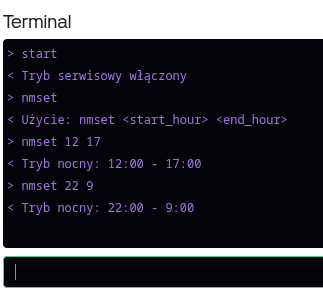 Terminal
> start
< Tryb serwisowy włączony
> nmset
< Użycie: nmset <start_hour> <end_hour>
> nmset 12 17
< Tryb nocny: 12:00 - 17:00
> nmset 22 9
< Tryb nocny: 22:00 - 9:00